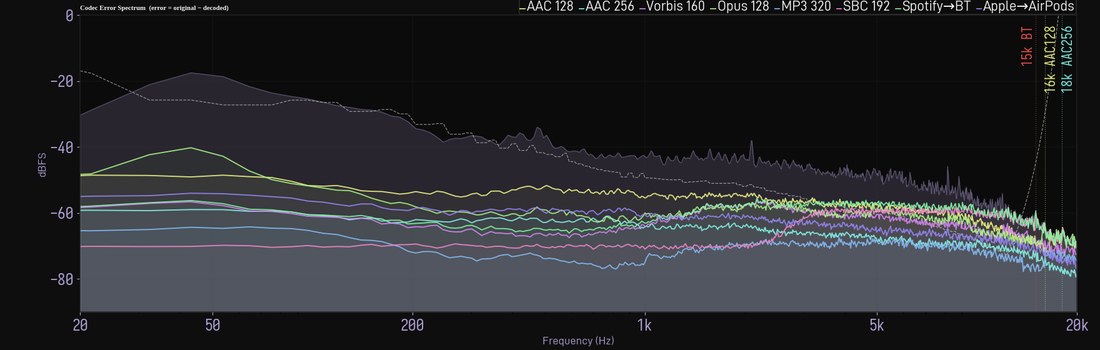 Codec Error Spectrum (error = original − decoded)
AAC 128 AAC 256 Vorbis 160 Opus 128 MP3 320 SBC 192 Spotify→BT Apple→AirPods
0
-20
-40
-60
-80
dBFS
15k BT
16k AAC128
18k AAC256
20 50 200 1k 5k 20k
Frequency (Hz)